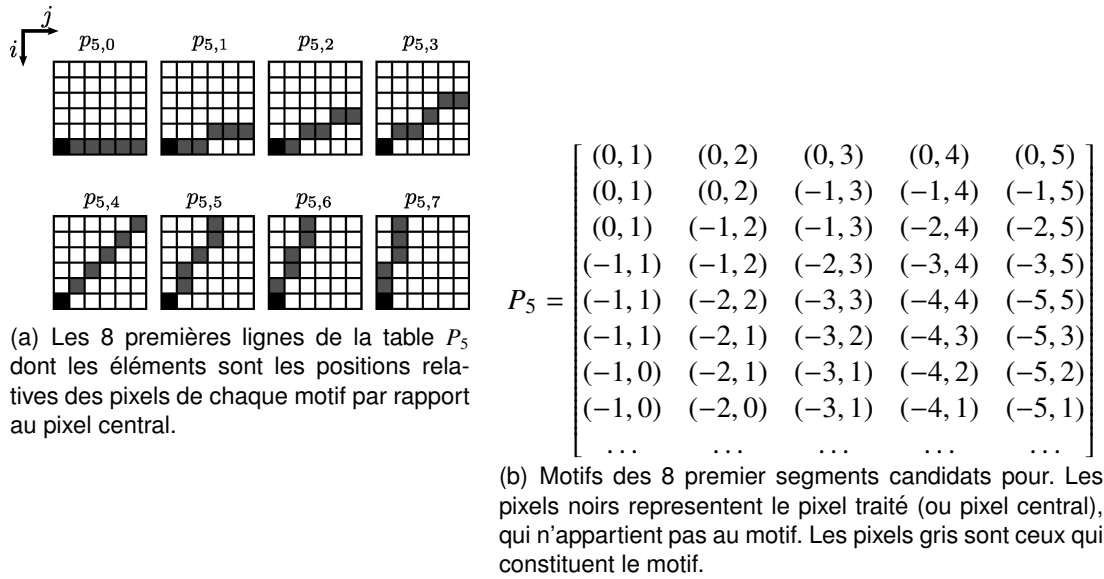 j
i
p5,0 p5,1 p5,2 p5,3
p5,4 p5,5 p5,6 p5,7
(a) Les 8 premières lignes de la table P5
dont les éléments sont les positions rela-
tives des pixels de chaque motif par rapport
au pixel central.
(0, 1) (0, 2) (0, 3) (0, 4) (0, 5)
(0, 1) (0, 2) (−1, 3) (−1, 4) (−1, 5)
(0, 1) (−1, 2) (−1, 3) (−2, 4) (−2, 5)
(−1, 1) (−1, 2) (−2, 3) (−3, 4) (−3, 5)
P5 = (−1, 1) (−2, 2) (−3, 3) (−4, 4) (−5, 5)
(−1, 1) (−2, 1) (−3, 2) (−4, 3) (−5, 3)
(−1, 0) (−2, 1) (−3, 1) (−4, 2) (−5, 2)
(−1, 0) (−2, 0) (−3, 1) (−4, 1) (−5, 1)
... ... ... ... ...
(b) Motifs des 8 premier segments candidats pour. Les
pixels noirs representent le pixel traité (ou pixel central),
qui n'appartient pas au motif. Les pixels gris sont ceux qui
constituent le motif.